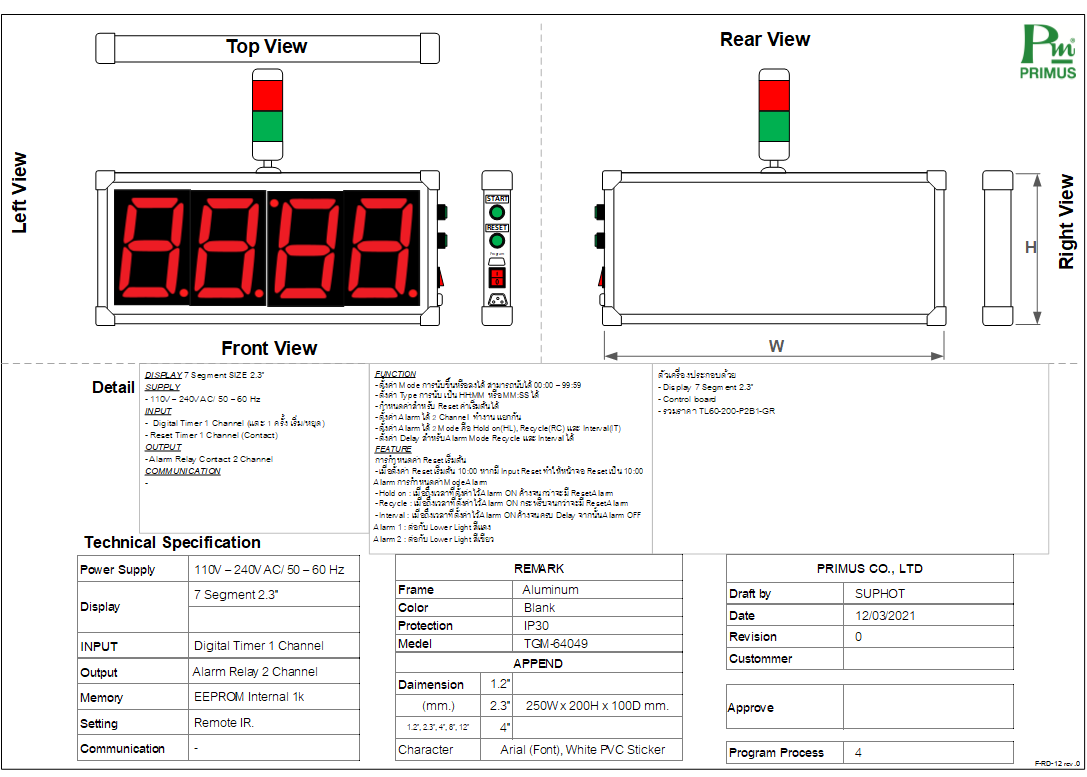 Top View
Rear View
Pm®
PRIMUS
Left View
START
RESET
Program
Right View
H
W
Front View
Detail
DISPLAY 7 Segment SIZE 2.3"
SUPPLY
- 110V – 240V AC/ 50 – 60 Hz
INPUT
- Digital Timer 1 Channel (แตะ 1 ครั้ง เริ่ม/หยุด)
- Reset Timer 1 Channel (Contact)
OUTPUT
-Alarm Relay Contact 2 Channel
COMMUNICATION
-
FUNCTION
-ตั้งค่า Mode การนับขึ้นหรือลงได้ สามารถนับได้ 00:00 – 99:59
-ตั้งค่า Type การนับ เป็น HH:MM หรือ MM:SS ได้
-กำหนดค่าสำหรับ Reset ค่าเริ่มต้นได้
-ตั้งค่า Alarm ได้ 2 Channel ทำงาน แยกกัน
-ตั้งค่า Alarm ได้ 2 Mode คือ Hold on(HL), Recycle(RC) และ Interval(IT)
-ตั้งค่า Delay สำหรับ Alarm Mode Recycle และ Interval ได้
FEATURE
การกำหนดค่า Reset เริ่มต้น
-เมื่อตั้งค่า Reset เริ่มต้น 10:00 หากมี Input Reset ทำให้หน้าจอ Reset เป็น 10:00
Alarm การกำหนดค่า Mode Alarm
-Hold on : เมื่อถึงเวลาที่ตั้งค่าไว้ Alarm ON ค้างจนกว่าจะมี Reset Alarm
-Recycle : เมื่อถึงเวลาที่ตั้งค่าไว้ Alarm ON กระพริบจนกว่าจะมี Reset Alarm
-Interval : เมื่อถึงเวลาที่ตั้งค่าไว้ Alarm ON ค้างจนครบ Delay จากนั้น Alarm OFF
Alarm 1 : ต่อกับ Lower Light สีแดง
Alarm 2 : ต่อกับ Lower Light สีเขียว
ตัวเครื่องประกอบด้วย
- Display 7 Segment 2.3"
- Control board
- รวมราคา TL60-200-P2B1-GR
Technical Specification
Power Supply 110V – 240V AC/ 50 – 60 Hz
Display 7 Segment 2.3"
INPUT Digital Timer 1 Channel
Output Alarm Relay 2 Channel
Memory EEPROM Internal 1k
Setting Remote IR.
Communication -
REMARK
Frame Aluminum
Color Blank
Protection IP30
Medel TGM-64049
APPEND
Daimension 1.2"
(mm.) 2.3" 250W x 200H x 100D mm.
1.2", 2.3", 4", 8", 12" 4"
Character Arial (Font), White PVC Sticker
PRIMUS CO., LTD
Draft by SUPHOT
Date 12/03/2021
Revision 0
Custommer
Approve
Program Process 4
F-RD-12 rev.0